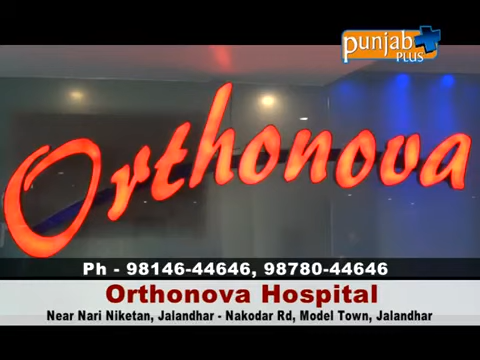 punjab
PLUS
Orthonova
Ph - 98146-44646, 98780-44646
Orthonova Hospital
Near Nari Niketan, Jalandhar - Nakodar Rd, Model Town, Jalandhar